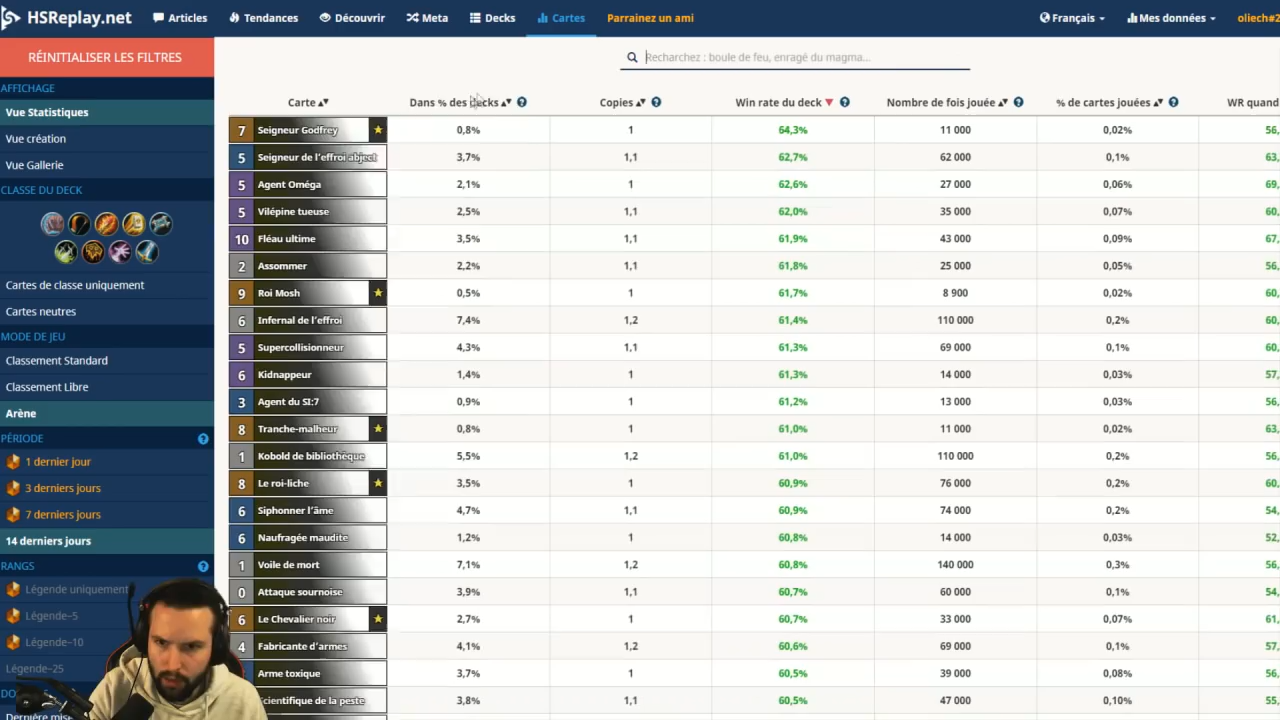 HSReplay.net
Articles
Tendances
Découvrir
Meta
Decks
Cartes
Parrainez un ami
Français
Mes données
oliech#2
RÉINITIALISER LES FILTRES
Recharchez : boule de feu, enragé du magma...
AFFICHAGE
Vue Statistiques
Vue création
Vue Gallerie
CLASSE DU DECK
Cartes de classe uniquement
Cartes neutres
MODE DE JEU
Classement Standard
Classement Libre
Arène
PÉRIODE
1 dernier jour
3 derniers jours
7 derniers jours
14 derniers jours
RANGS
Légende uniquement
Légende–5
Légende–10
Légende–25
Carte Dans % des decks Copies Win rate du deck Nombre de fois jouée % de cartes jouées WR quand
7 Seigneur Godfrey 0,8% 1 64,3% 11 000 0,02% 56,
5 Seigneur de l'effroi abject 3,7% 1,1 62,7% 62 000 0,1% 63,
5 Agent Oméga 2,1% 1 62,6% 27 000 0,06% 69,
5 Vilépine tueuse 2,5% 1,1 62,0% 35 000 0,07% 60,
10 Fléau ultime 3,5% 1,1 61,9% 43 000 0,09% 67,
2 Assommer 2,2% 1,1 61,8% 25 000 0,05% 56,
9 Roi Mosh 0,5% 1 61,7% 8 900 0,02% 60,
6 Infernal de l'effroi 7,4% 1,2 61,4% 110 000 0,2% 60,
5 Supercollisionneur 4,3% 1,1 61,3% 69 000 0,1% 60,
6 Kidnappeur 1,4% 1 61,3% 14 000 0,03% 57,
3 Agent du SI:7 0,9% 1 61,2% 13 000 0,03% 56,
8 Tranche-malheur 0,8% 1 61,0% 11 000 0,02% 63,
1 Kobold de bibliothèque 5,5% 1,2 61,0% 110 000 0,2% 56,
8 Le roi-liche 3,5% 1 60,9% 76 000 0,2% 60,
6 Siphonner l'âme 4,7% 1,1 60,9% 74 000 0,2% 54,
6 Naufragée maudite 1,2% 1 60,8% 14 000 0,03% 52,
1 Voile de mort 7,1% 1,2 60,8% 140 000 0,3% 56,
0 Attaque sournoise 3,9% 1,1 60,7% 60 000 0,1% 54,
6 Le Chevalier noir 2,7% 1 60,7% 33 000 0,07% 61,
4 Fabricante d'armes 4,1% 1,2 60,6% 69 000 0,1% 57,
Arme toxique 3,7% 1,1 60,5% 39 000 0,08% 56,
cientifique de la peste 3,8% 1,1 60,5% 47 000 0,10% 55,
DO
Dernière mise